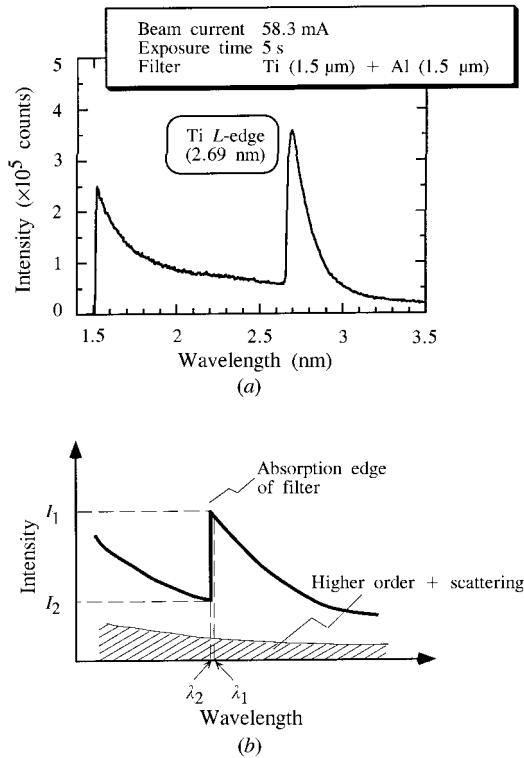 Beam current 58.3 mA
Exposure time 5 s
Filter Ti (1.5 μm) + Al (1.5 μm)
5
4
3
2
1
0
Intensity (×10⁵ counts)
Ti L-edge
(2.69 nm)
1.5 2 2.5 3 3.5
Wavelength (nm)
(a)
Absorption edge
of filter
I₁
Intensity
Higher order + scattering
I₂
λ₂ λ₁
Wavelength
(b)